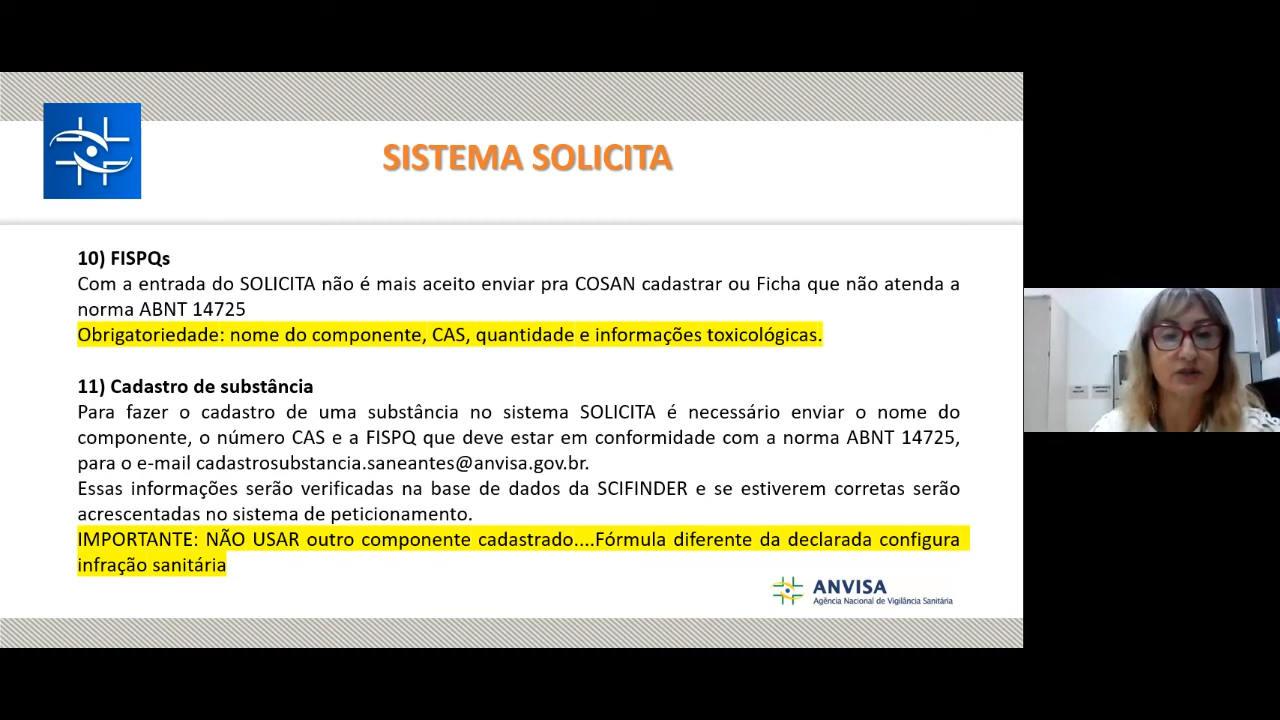 SISTEMA SOLICITA
10) FISPQs
Com a entrada do SOLICITA não é mais aceito enviar pra COSAN cadastrar ou Ficha que não atenda a
norma ABNT 14725
Obrigatoriedade: nome do componente, CAS, quantidade e informações toxicológicas.
11) Cadastro de substância
Para fazer o cadastro de uma substância no sistema SOLICITA é necessário enviar o nome do
componente, o número CAS e a FISPQ que deve estar em conformidade com a norma ABNT 14725,
para o e-mail cadastrosubstancia.saneantes@anvisa.gov.br.
Essas informações serão verificadas na base de dados da SCIFINDER e se estiverem corretas serão
acrescentadas no sistema de peticionamento.
IMPORTANTE: NÃO USAR outro componente cadastrado....Fórmula diferente da declarada configura
infração sanitária
ANVISA
Agência Nacional de Vigilância Sanitária